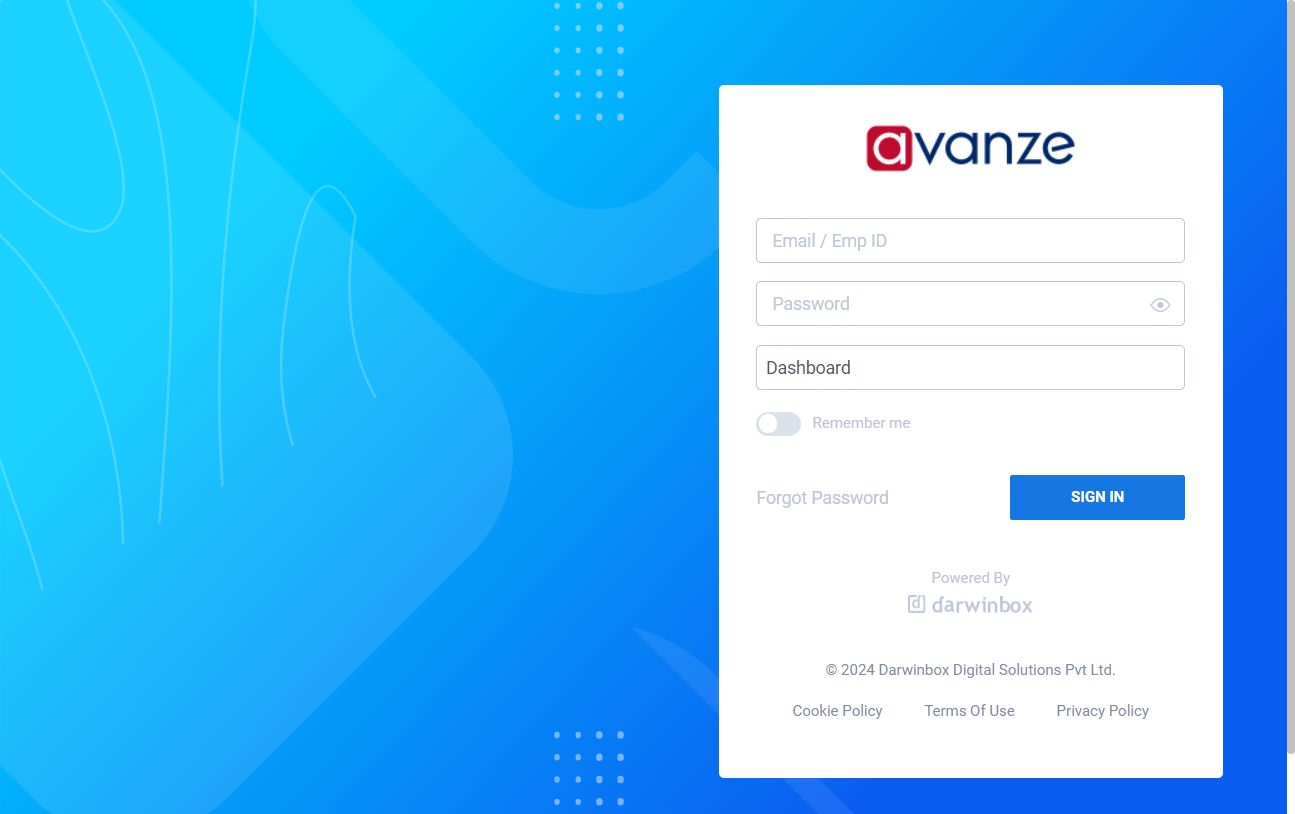 avanze
Email / Emp ID
Password
Dashboard
Remember me
Forgot Password
SIGN IN
Powered By
darwinbox
© 2024 Darwinbox Digital Solutions Pvt Ltd.
Cookie Policy
Terms Of Use
Privacy Policy